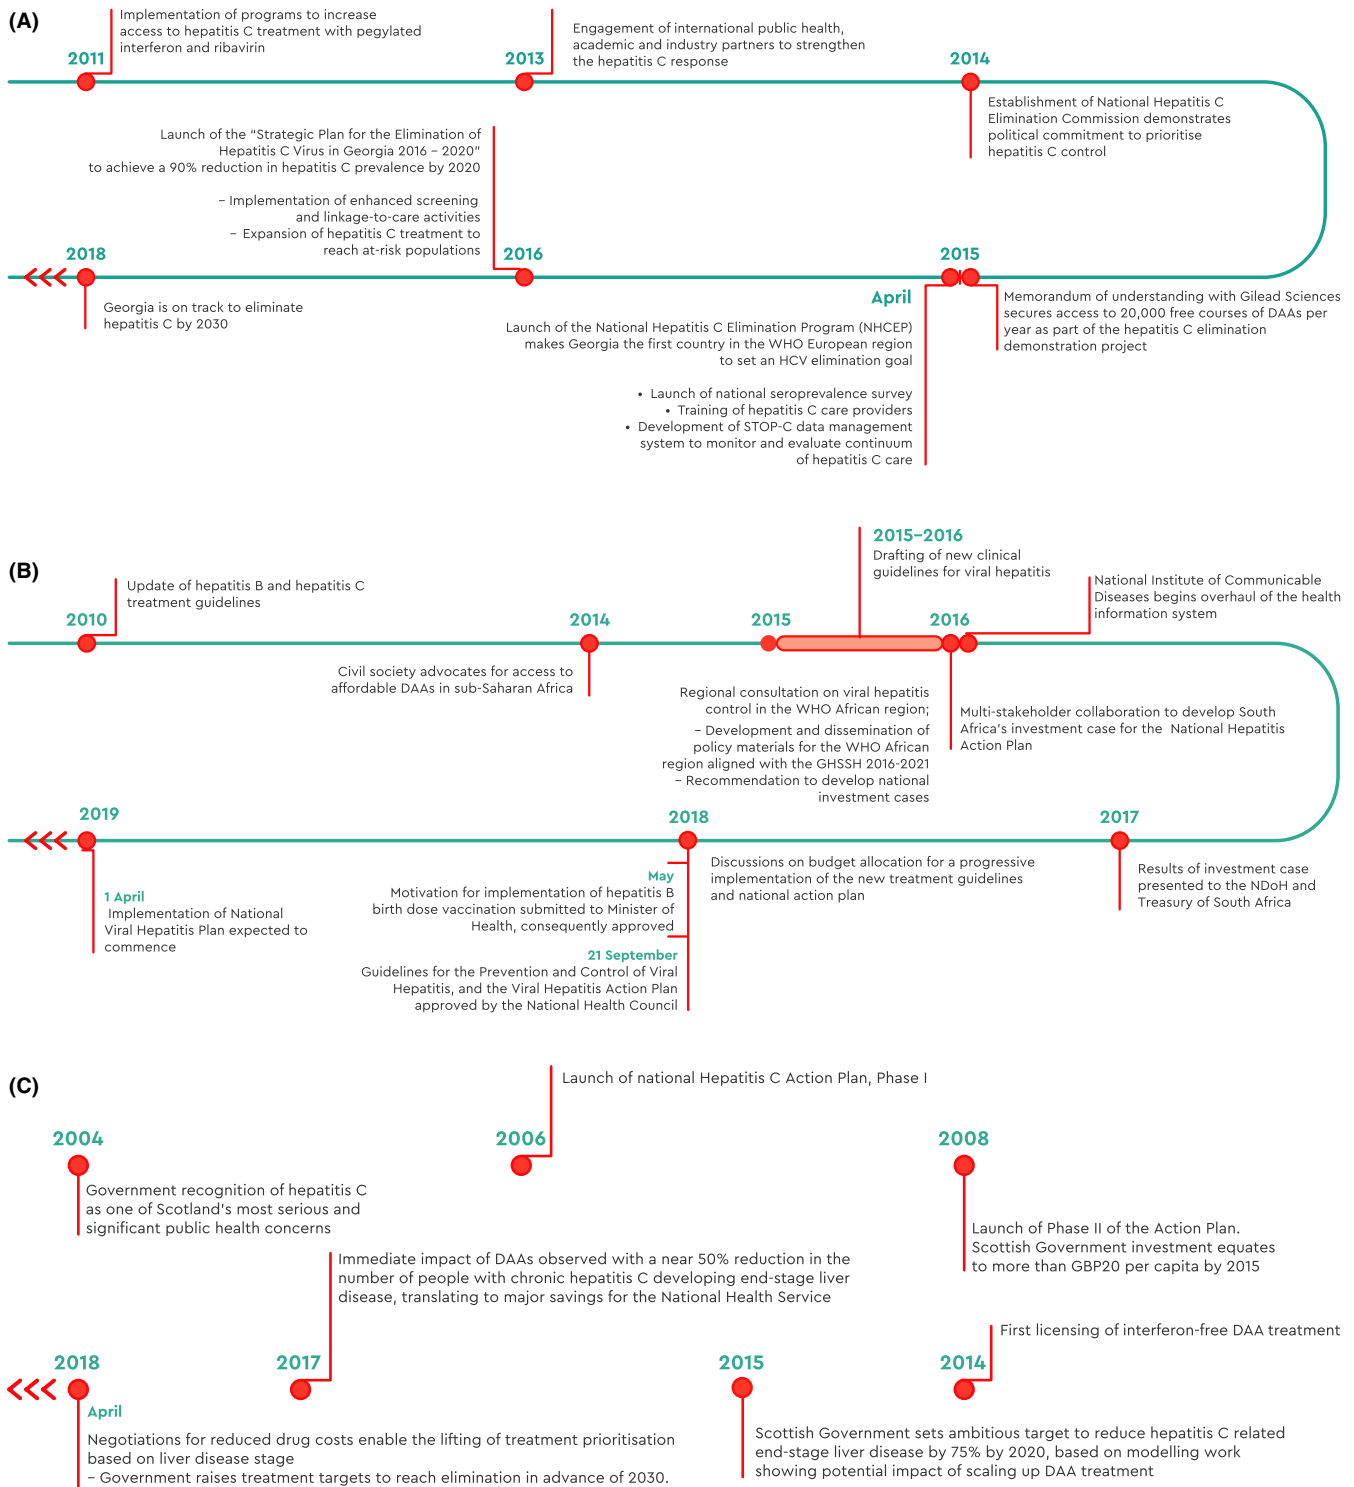 (A)
2011
Implementation of programs to increase
access to hepatitis C treatment with pegylated
interferon and ribavirin
2013
Engagement of international public health,
academic and industry partners to strengthen
the hepatitis C response
2014
Establishment of National Hepatitis C
Elimination Commission demonstrates
political commitment to prioritise
hepatitis C control
2015
Memorandum of understanding with Gilead Sciences
secures access to 20,000 free courses of DAAs per
year as part of the hepatitis C elimination
demonstration project
April
Launch of the National Hepatitis C Elimination Program (NHCEP)
makes Georgia the first country in the WHO European region
to set an HCV elimination goal
• Launch of national seroprevalence survey
• Training of hepatitis C care providers
• Development of STOP-C data management
system to monitor and evaluate continuum
of hepatitis C care
2016
Launch of the "Strategic Plan for the Elimination of
Hepatitis C Virus in Georgia 2016 – 2020"
to achieve a 90% reduction in hepatitis C prevalence by 2020
– Implementation of enhanced screening
and linkage-to-care activities
– Expansion of hepatitis C treatment to
reach at-risk populations
2018
Georgia is on track to eliminate
hepatitis C by 2030
(B)
2010
Update of hepatitis B and hepatitis C
treatment guidelines
2014
Civil society advocates for access to
affordable DAAs in sub-Saharan Africa
2015
2015–2016
Drafting of new clinical
guidelines for viral hepatitis
Regional consultation on viral hepatitis
control in the WHO African region;
– Development and dissemination of
policy materials for the WHO African
region aligned with the GHSSH 2016-2021
– Recommendation to develop national
investment cases
2016
National Institute of Communicable
Diseases begins overhaul of the health
information system
Multi-stakeholder collaboration to develop South
Africa's investment case for the National Hepatitis
Action Plan
2017
Results of investment case
presented to the NDoH and
Treasury of South Africa
2018
Discussions on budget allocation for a progressive
implementation of the new treatment guidelines
and national action plan
May
Motivation for implementation of hepatitis B
birth dose vaccination submitted to Minister of
Health, consequently approved
21 September
Guidelines for the Prevention and Control of Viral
Hepatitis, and the Viral Hepatitis Action Plan
approved by the National Health Council
2019
1 April
Implementation of National
Viral Hepatitis Plan expected to
commence
(C)
2004
Government recognition of hepatitis C
as one of Scotland's most serious and
significant public health concerns
2006
Launch of national Hepatitis C Action Plan, Phase I
2008
Launch of Phase II of the Action Plan.
Scottish Government investment equates
to more than GBP20 per capita by 2015
2014
First licensing of interferon-free DAA treatment
2015
Scottish Government sets ambitious target to reduce hepatitis C related
end-stage liver disease by 75% by 2020, based on modelling work
showing potential impact of scaling up DAA treatment
2017
Immediate impact of DAAs observed with a near 50% reduction in the
number of people with chronic hepatitis C developing end-stage liver
disease, translating to major savings for the National Health Service
2018
April
Negotiations for reduced drug costs enable the lifting of treatment prioritisation
based on liver disease stage
– Government raises treatment targets to reach elimination in advance of 2030.